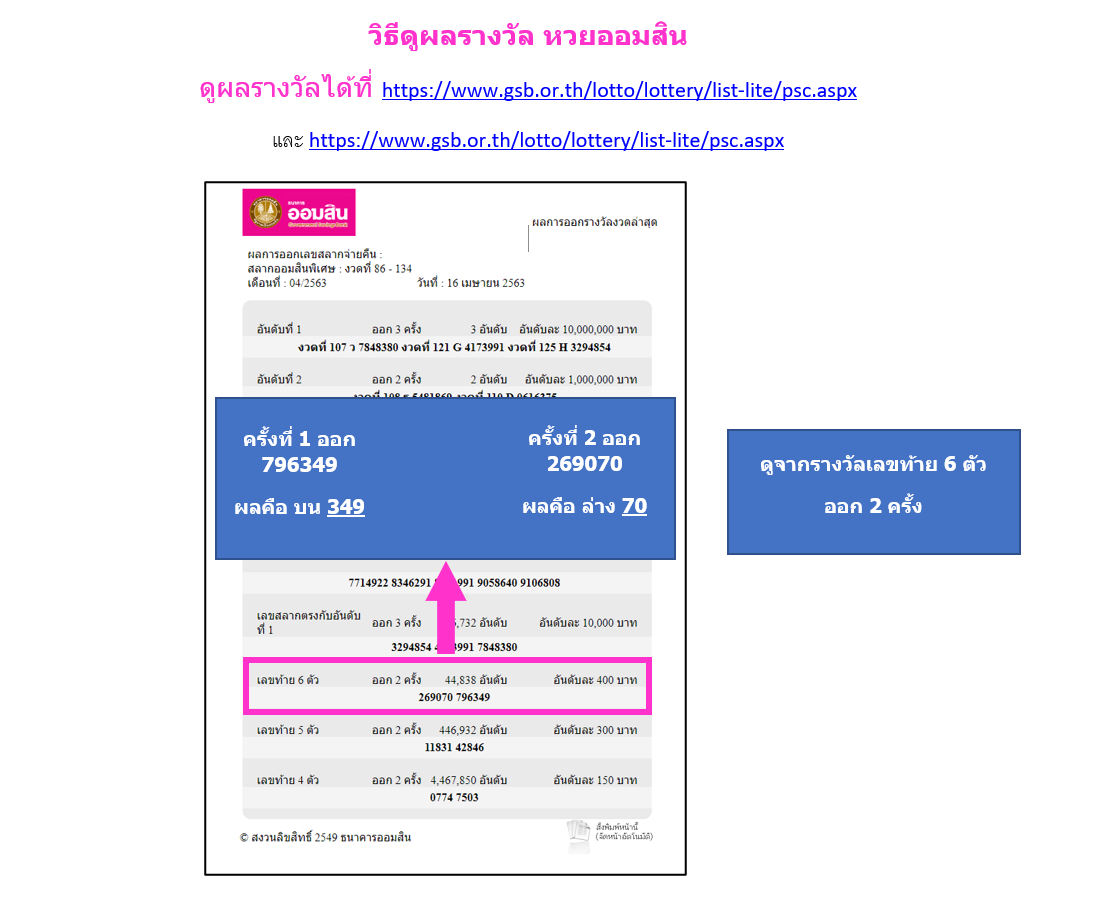 วิธีดูผลรางวัล หวยออมสิน
ดูผลรางวัลได้ที่ https://www.gsb.or.th/lotto/lottery/list-lite/psc.aspx
และ https://www.gsb.or.th/lotto/lottery/list-lite/psc.aspx
ธนาคาร
ออมสิน
Government Savings Bank
ผลการออกรางวัลงวดล่าสุด
ผลการออกเลขสลากจ่ายคืน :
สลากออมสินพิเศษ : งวดที่ 86 - 134
เดือนที่ : 04/2563 วันที่ : 16 เมษายน 2563
อันดับที่ 1 ออก 3 ครั้ง 3 อันดับ อันดับละ 10,000,000 บาท
งวดที่ 107 ว 7848380 งวดที่ 121 G 4173991 งวดที่ 125 H 3294854
อันดับที่ 2 ออก 2 ครั้ง 2 อันดับ อันดับละ 1,000,000 บาท
ครั้งที่ 1 ออก ครั้งที่ 2 ออก
796349 269070
ผลคือ บน 349 ผลคือ ล่าง 70
ดูจากรางวัลเลขท้าย 6 ตัว
ออก 2 ครั้ง
7714922 8346291 991 9058640 9106808
เลขสลากตรงกับอันดับ
ที่ 1 ออก 3 ครั้ง ,732 อันดับ อันดับละ 10,000 บาท
3294854 4 3991 7848380
เลขท้าย 6 ตัว ออก 2 ครั้ง 44,838 อันดับ อันดับละ 400 บาท
269070 796349
เลขท้าย 5 ตัว ออก 2 ครั้ง 446,932 อันดับ อันดับละ 300 บาท
11831 42846
เลขท้าย 4 ตัว ออก 2 ครั้ง 4,467,850 อันดับ อันดับละ 150 บาท
0774 7503
© สงวนลิขสิทธิ์ 2549 ธนาคารออมสิน
สั่งพิมพ์หน้านี้
(จัดหน้าอัตโนมัติ)